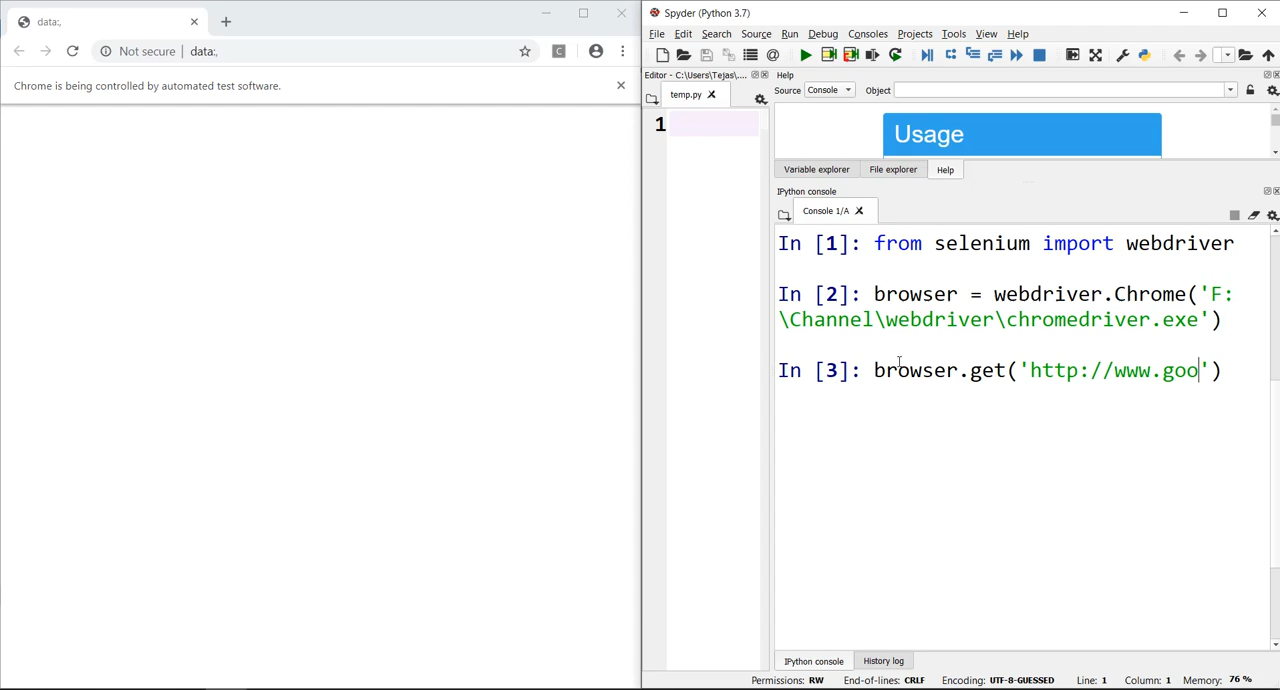 data:,
Not secure | data:,
C
Chrome is being controlled by automated test software.
Spyder (Python 3.7)
File Edit Search Source Run Debug Consoles Projects Tools View Help
Editor - C:\Users\Tejas\....
temp.py
1
Help
Source Console Object
Usage
Variable explorer File explorer Help
IPython console
Console 1/A
In [1]: from selenium import webdriver
In [2]: browser = webdriver.Chrome('F:
\Channel\webdriver\chromedriver.exe')
In [3]: browser.get('http://www.goo')
IPython console History log
Permissions: RW End-of-lines: CRLF Encoding: UTF-8-GUESSED Line: 1 Column: 1 Memory: 76 %